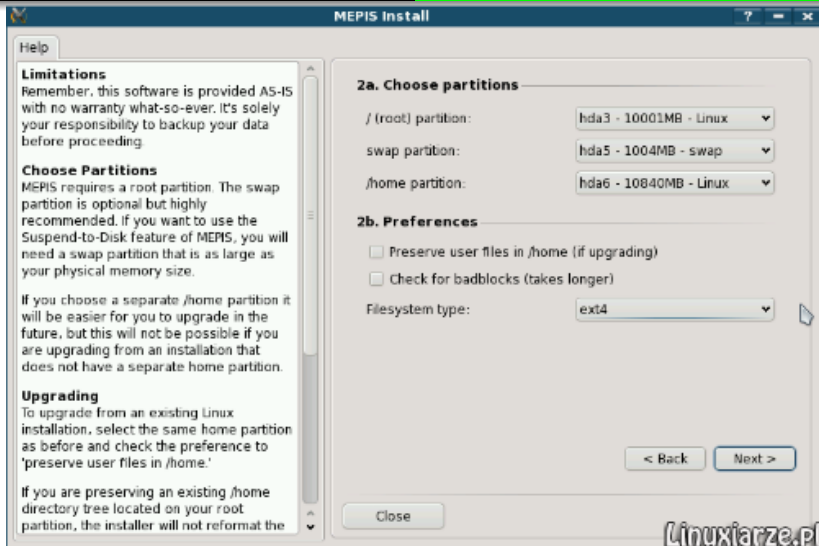 MEPIS Install
Help
Limitations
Remember, this software is provided AS-IS
with no warranty what-so-ever. It's solely
your responsibility to backup your data
before proceeding.
Choose Partitions
MEPIS requires a root partition. The swap
partition is optional but highly
recommended. If you want to use the
Suspend-to-Disk feature of MEPIS, you will
need a swap partition that is as large as
your physical memory size.
If you choose a separate /home partition it
will be easier for you to upgrade in the
future, but this will not be possible if you
are upgrading from an installation that
does not have a separate home partition.
Upgrading
To upgrade from an existing Linux
installation, select the same home partition
as before and check the preference to
'preserve user files in /home.'
If you are preserving an existing /home
directory tree located on your root
partition, the installer will not reformat the
2a. Choose partitions
/ (root) partition:
hda3 - 10001MB - Linux
swap partition:
hda5 - 1004MB - swap
/home partition:
hda6 - 10840MB - Linux
2b. Preferences
Preserve user files in /home (if upgrading)
Check for badblocks (takes longer)
Filesystem type:
ext4
< Back
Next >
Close
Linuxiarze.pl